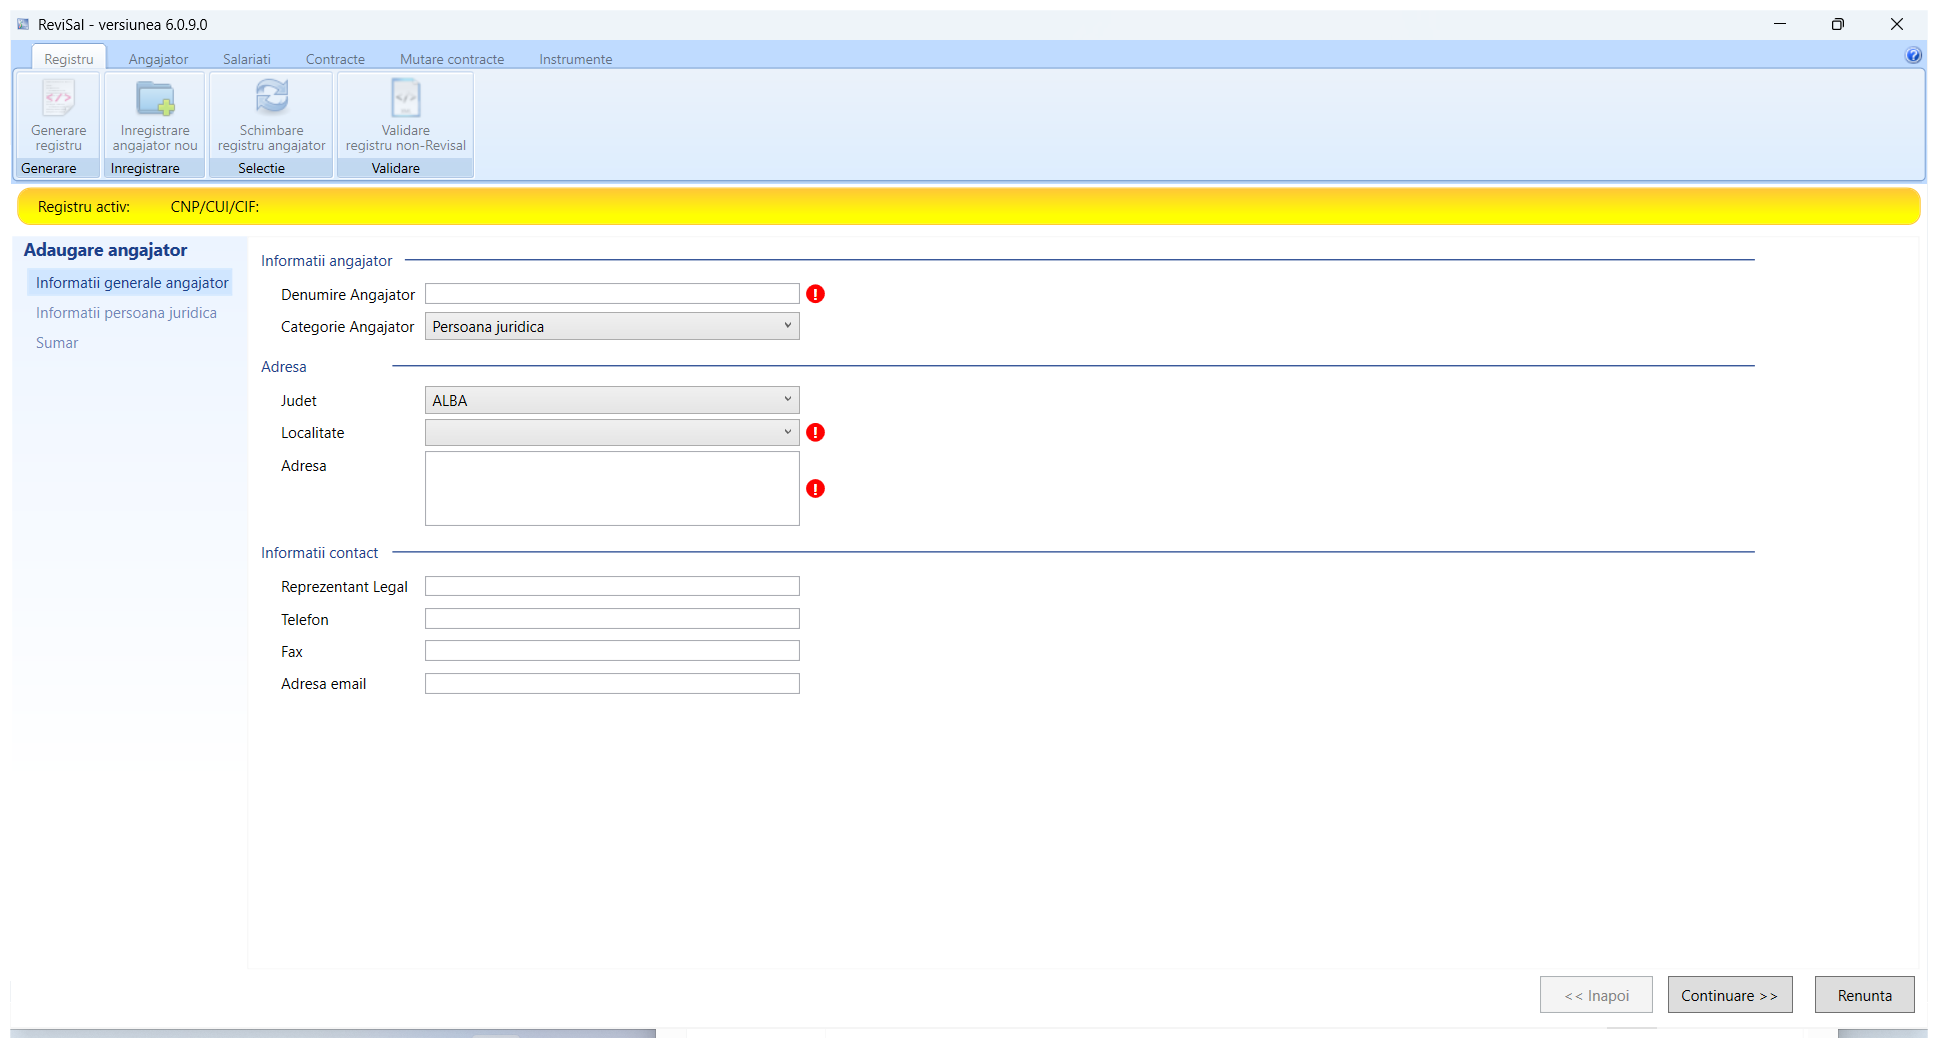 ReviSal - versiunea 6.0.9.0
Registru Angajator Salariati Contracte Mutare contracte Instrumente
Generare registru
Inregistrare angajator nou
Schimbare registru angajator
Validare registru non-Revisal
Generare Inregistrare Selectie Validare
Registru activ: CNP/CUI/CIF:
Adaugare angajator
Informatii generale angajator
Informatii persoana juridica
Sumar
Informatii angajator
Denumire Angajator
Categorie Angajator Persoana juridica
Adresa
Judet ALBA
Localitate
Adresa
Informatii contact
Reprezentant Legal
Telefon
Fax
Adresa email
<< Inapoi Continuare >> Renunta